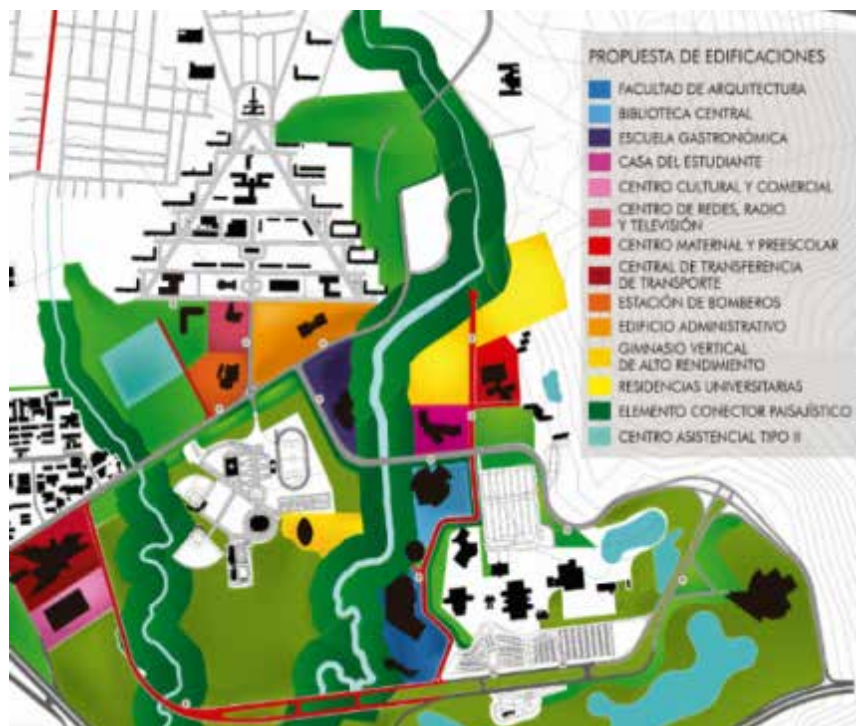 PROPUESTA DE EDIFICACIONES
FACULTAD DE ARQUITECTURA
BIBLIOTECA CENTRAL
ESCUELA GASTRONÓMICA
CASA DEL ESTUDIANTE
CENTRO CULTURAL Y COMERCIAL
CENTRO DE REDES, RADIO
Y TELEVISIÓN
CENTRO MATERNAL Y PREESCOLAR
CENTRAL DE TRANSFERENCIA
DE TRANSPORTE
ESTACIÓN DE BOMBEROS
EDIFICIO ADMINISTRATIVO
GIMNASIO VERTICAL
DE ALTO RENDIMIENTO
RESIDENCIAS UNIVERSITARIAS
ELEMENTO CONECTOR PAISAJÍSTICO
CENTRO ASISTENCIAL TIPO II